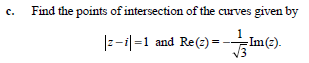 c. Find the points of intersection of the curves given by
|z−i|=1 and Re(z)=−1/√3 Im(z).